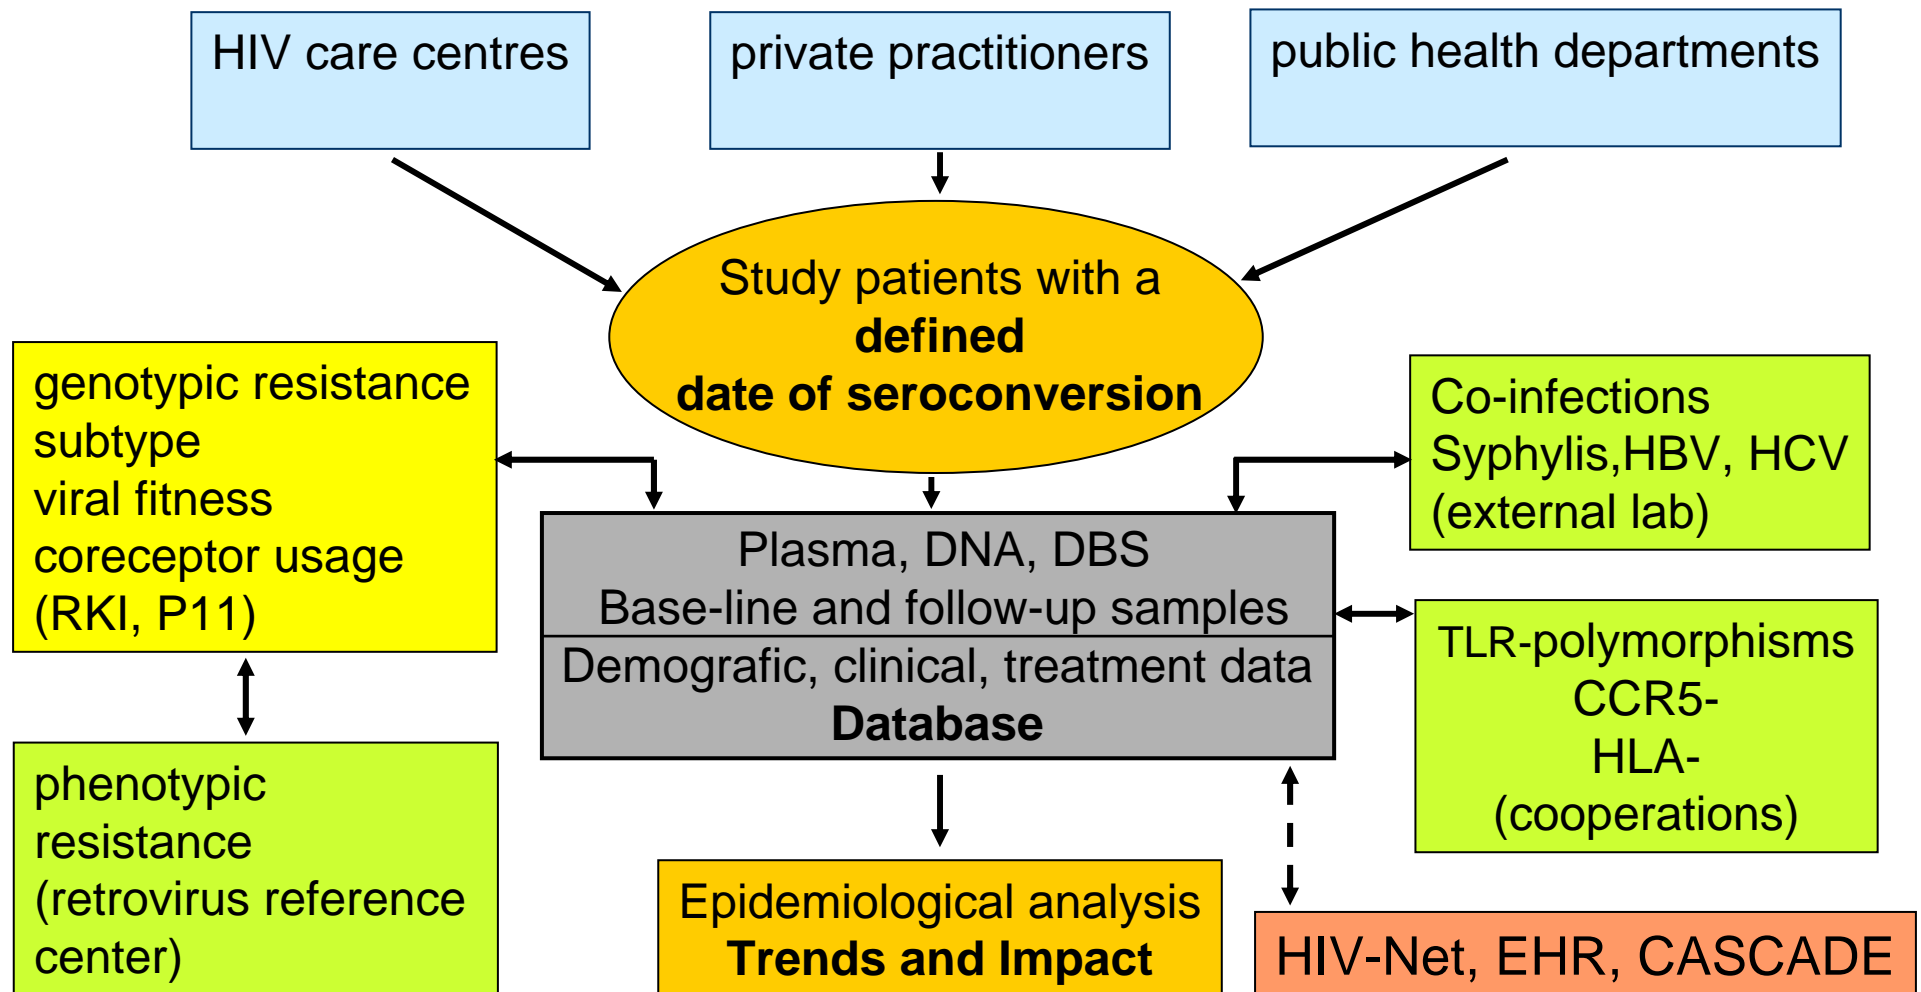 HIV care centres
private practitioners
public health departments
Study patients with a
defined
date of seroconversion
genotypic resistance
subtype
viral fitness
coreceptor usage
(RKI, P11)
Co-infections
Syphylis,HBV, HCV
(external lab)
Plasma, DNA, DBS
Base-line and follow-up samples
Demografic, clinical, treatment data
Database
TLR-polymorphisms
CCR5-
HLA-
(cooperations)
phenotypic
resistance
(retrovirus reference
center)
Epidemiological analysis
Trends and Impact
HIV-Net, EHR, CASCADE